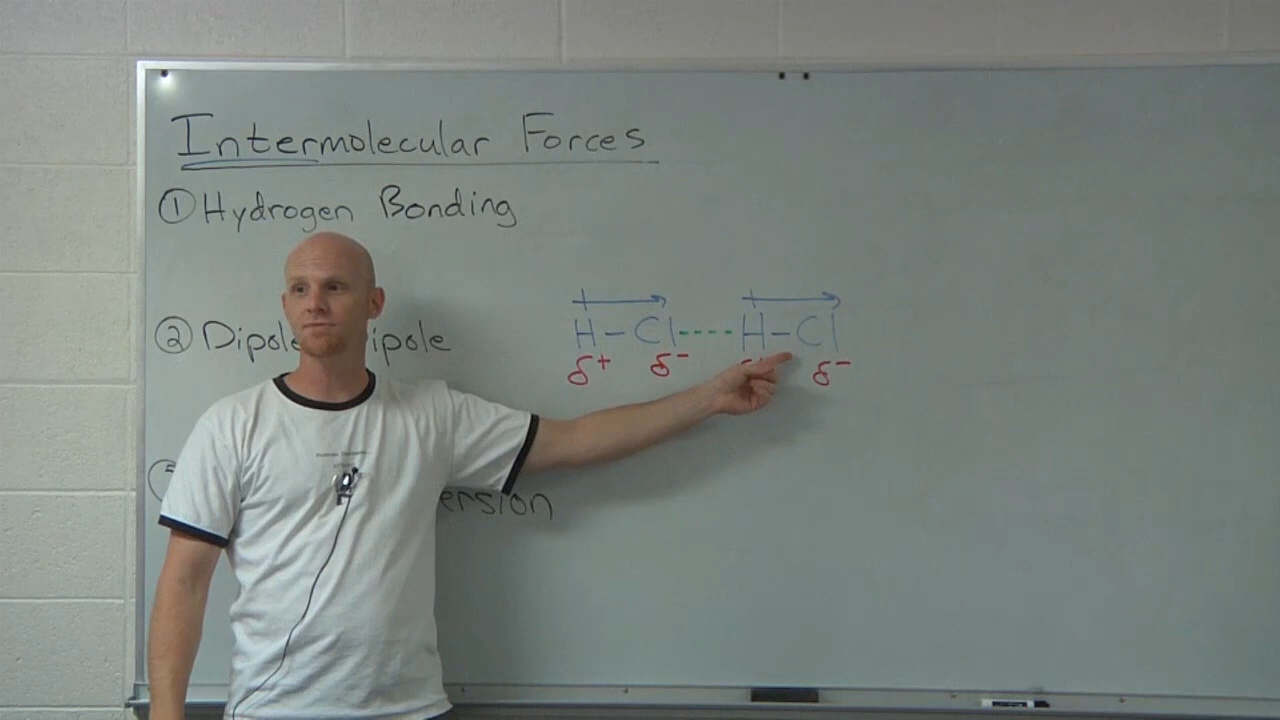 Intermolecular Forces
① Hydrogen Bonding
② Dipole ipole
H – Cl ---- H – Cl
δ+ δ- δ-
ersion